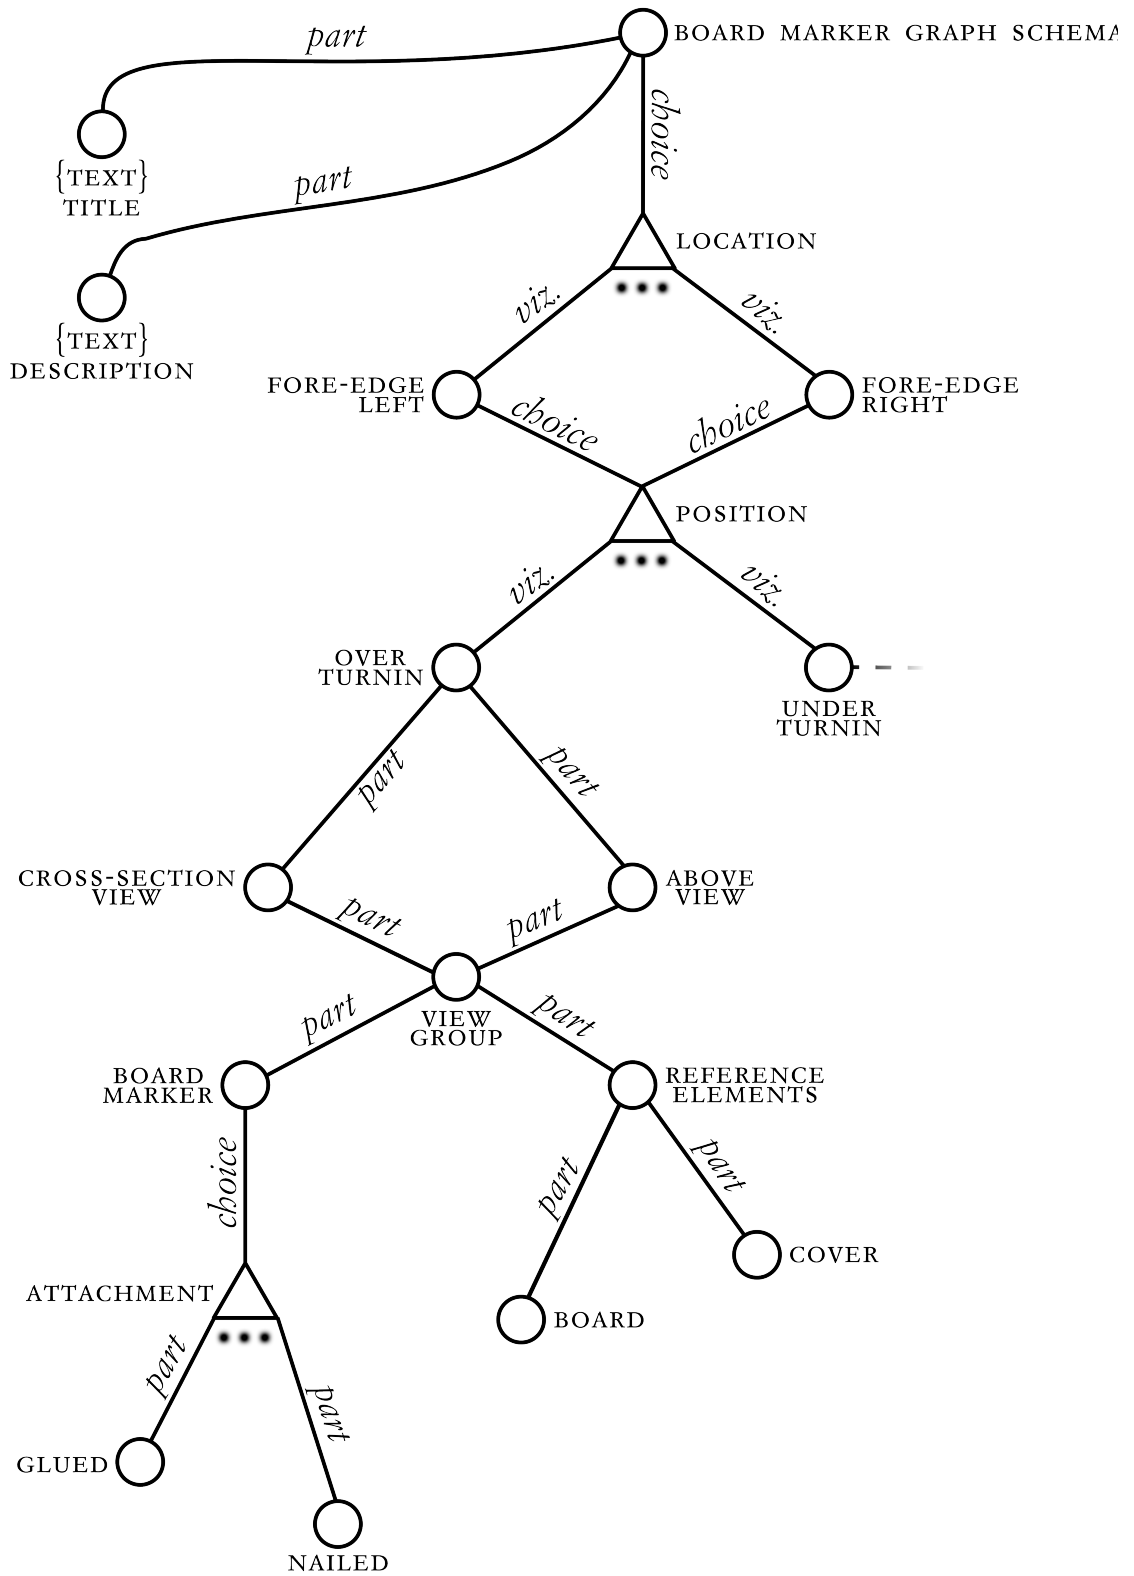 part
BOARD MARKER GRAPH SCHEMA
choice
{TEXT}
TITLE
part
LOCATION
{TEXT}
DESCRIPTION
viz.
viz.
FORE-EDGE
LEFT
FORE-EDGE
RIGHT
choice
choice
POSITION
viz.
viz.
OVER
TURNIN
UNDER
TURNIN
part
part
CROSS-SECTION
VIEW
ABOVE
VIEW
part
part
part
VIEW
GROUP
part
BOARD
MARKER
REFERENCE
ELEMENTS
choice
part
part
COVER
ATTACHMENT
BOARD
part
part
GLUED
NAILED